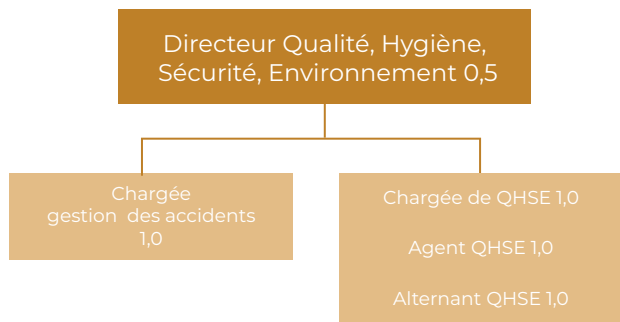 Directeur Qualité, Hygiène,
Sécurité, Environnement 0,5
Chargée
gestion des accidents
1,0
Chargée de QHSE 1,0
Agent QHSE 1,0
Alternant QHSE 1,0